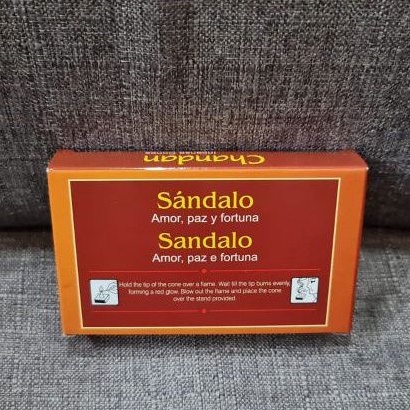 Chandan
Incense Cones
Sándalo
Amor, paz y fortuna
Sandalo
Amor, paz e fortuna
Hold the tip of the cone over a flame. Wait till the tip burns evenly,
forming a red glow. Blow out the flame and place the cone
over the stand provided.